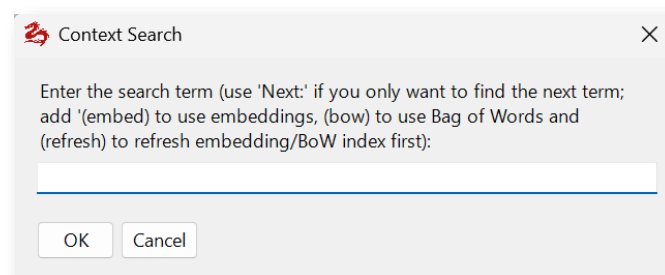 Context Search
Enter the search term (use 'Next:' if you only want to find the next term;
add '(embed) to use embeddings, (bow) to use Bag of Words and
(refresh) to refresh embedding/BoW index first):
OK Cancel